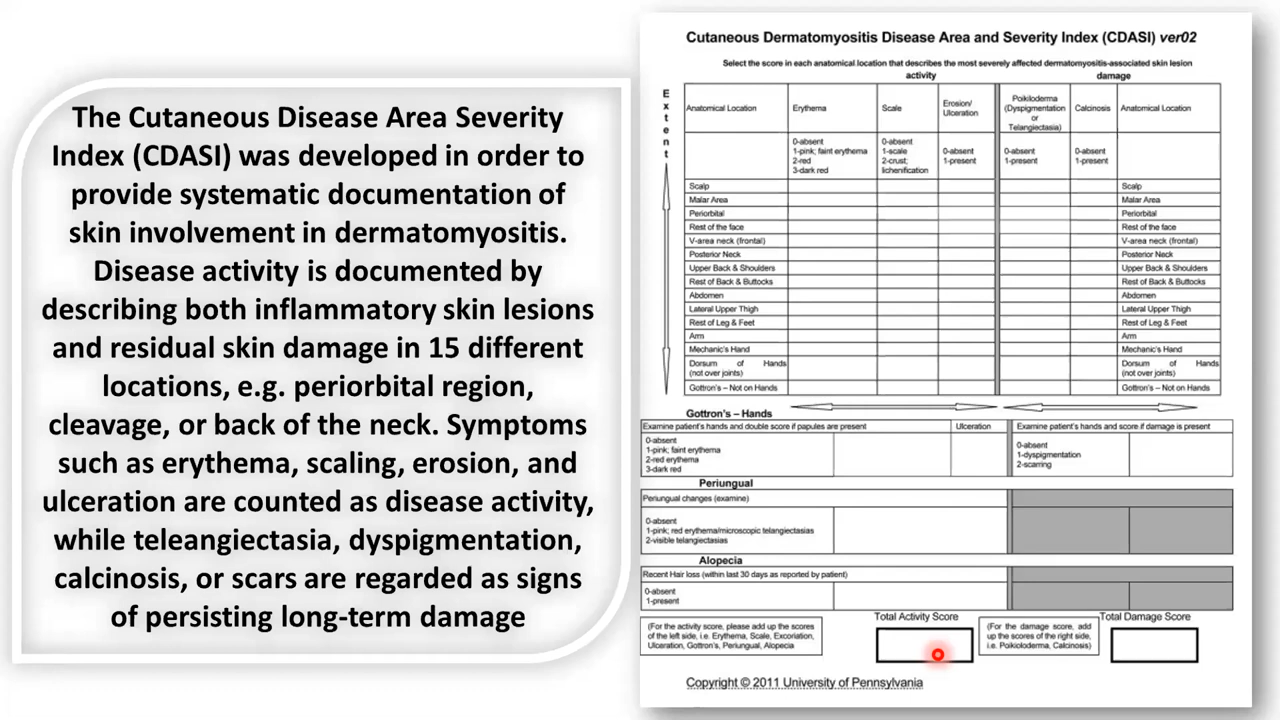 The Cutaneous Disease Area Severity
Index (CDASI) was developed in order to
provide systematic documentation of
skin involvement in dermatomyositis.
Disease activity is documented by
describing both inflammatory skin lesions
and residual skin damage in 15 different
locations, e.g. periorbital region,
cleavage, or back of the neck. Symptoms
such as erythema, scaling, erosion, and
ulceration are counted as disease activity,
while teleangiectasia, dyspigmentation,
calcinosis, or scars are regarded as signs
of persisting long-term damage
Cutaneous Dermatomyositis Disease Area and Severity Index (CDASI) ver02
Select the score in each anatomical location that describes the most severely affected dermatomyositis-associated skin lesion
activity damage
Extent
Anatomical Location Erythema Scale Erosion/ Ulceration Poikiloderma (Dyspigmentation or Telangiectasia) Calcinosis Anatomical Location
0-absent 0-absent 0-absent 0-absent 0-absent
1-pink; faint erythema 1-scale 1-present 1-present 1-present
2-red 2-crust;
3-dark red lichenification
Scalp Scalp
Malar Area Malar Area
Periorbital Periorbital
Rest of the face Rest of the face
V-area neck (frontal) V-area neck (frontal)
Posterior Neck Posterior Neck
Upper Back & Shoulders Upper Back & Shoulders
Rest of Back & Buttocks Rest of Back & Buttocks
Abdomen Abdomen
Lateral Upper Thigh Lateral Upper Thigh
Rest of Leg & Feet Rest of Leg & Feet
Arm Arm
Mechanic's Hand Mechanic's Hand
Dorsum of Hands Dorsum of Hands
(not over joints) (not over joints)
Gottron's – Not on Hands Gottron's – Not on Hands
Gottron's – Hands
Examine patient's hands and double score if papules are present Ulceration Examine patient's hands and score if damage is present
0-absent 0-absent
1-pink; faint erythema 1-dyspigmentation
2-red erythema 2-scarring
3-dark red
Periungual
Periungual changes (examine)
0-absent
1-pink; red erythema/microscopic telangiectasias
2-visible telangiectasias
Alopecia
Recent Hair loss (within last 30 days as reported by patient)
0-absent
1-present
Total Activity Score Total Damage Score
(For the activity score, please add up the scores (For the damage score, add
of the left side, i.e. Erythema, Scale, Excoriation, up the scores of the right side,
Ulceration, Gottron's, Periungual, Alopecia) i.e. Poikioloderma, Calcinosis)
Copyright © 2011 University of Pennsylvania